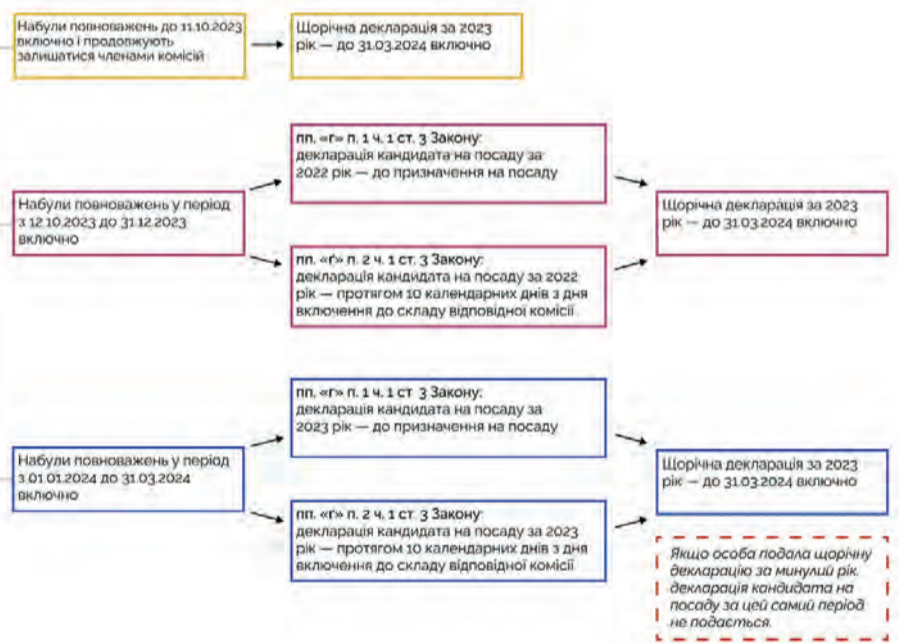 Набули повноважень до 11.10.2023
включно і продовжують
залишатися членами комісій
Щорічна декларація за 2023
рік — до 31.03.2024 включно
Набули повноважень у період
з 12.10.2023 до 31.12.2023
включно
пп. «г» п. 1 ч. 1 ст. 3 Закону:
декларація кандидата на посаду за
2022 рік — до призначення на посаду
пп. «г» п. 2 ч. 1 ст. 3 Закону:
декларація кандидата на посаду за 2022
рік — протягом 10 календарних днів з дня
включення до складу відповідної комісії
Щорічна декларація за 2023
рік — до 31.03.2024 включно
Набули повноважень у період
з 01.01.2024 до 31.03.2024
включно
пп. «г» п. 1 ч. 1 ст. 3 Закону:
декларація кандидата на посаду за
2023 рік — до призначення на посаду
пп. «г» п. 2 ч. 1 ст. 3 Закону:
декларація кандидата на посаду за 2023
рік — протягом 10 календарних днів з дня
включення до складу відповідної комісії
Щорічна декларація за 2023
рік — до 31.03.2024 включно
Якщо особа подала щорічну
декларацію за минулий рік,
декларація кандидата на
посаду за цей самий період
не подається.